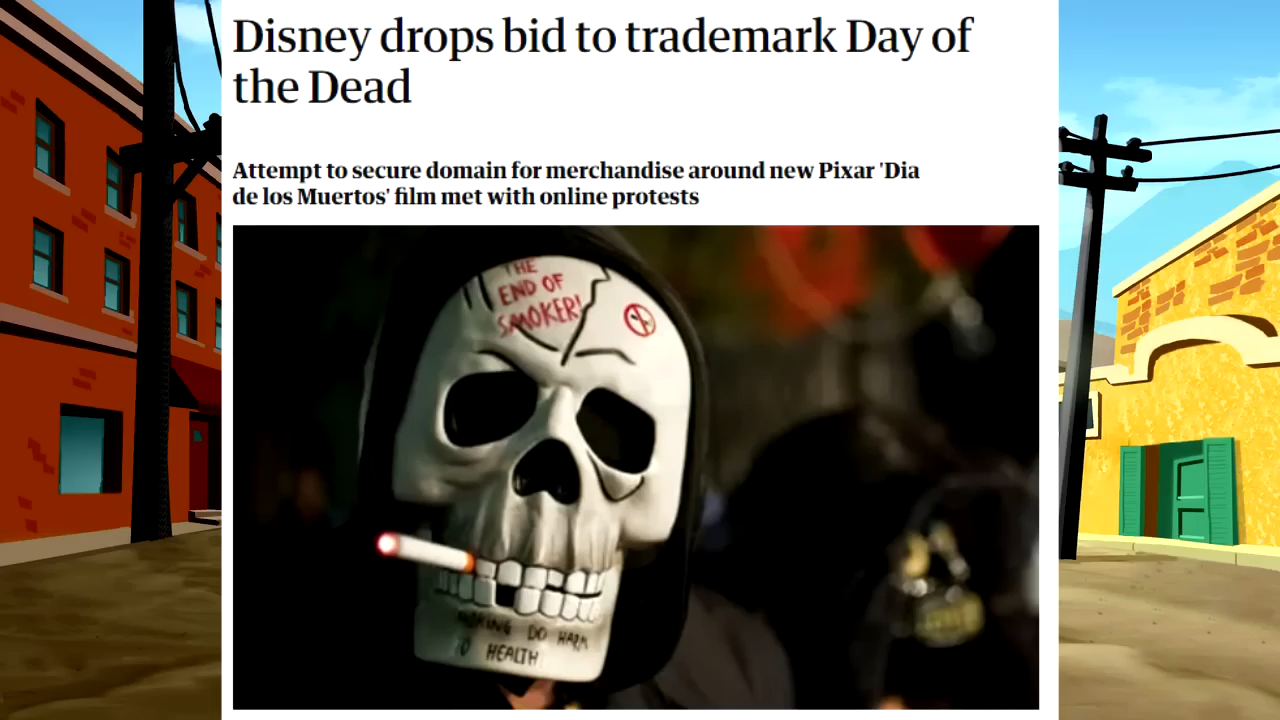 Disney drops bid to trademark Day of
the Dead
Attempt to secure domain for merchandise around new Pixar 'Dia
de los Muertos' film met with online protests
THE
END OF
SMOKER!
DO HARM
TO HEALTH